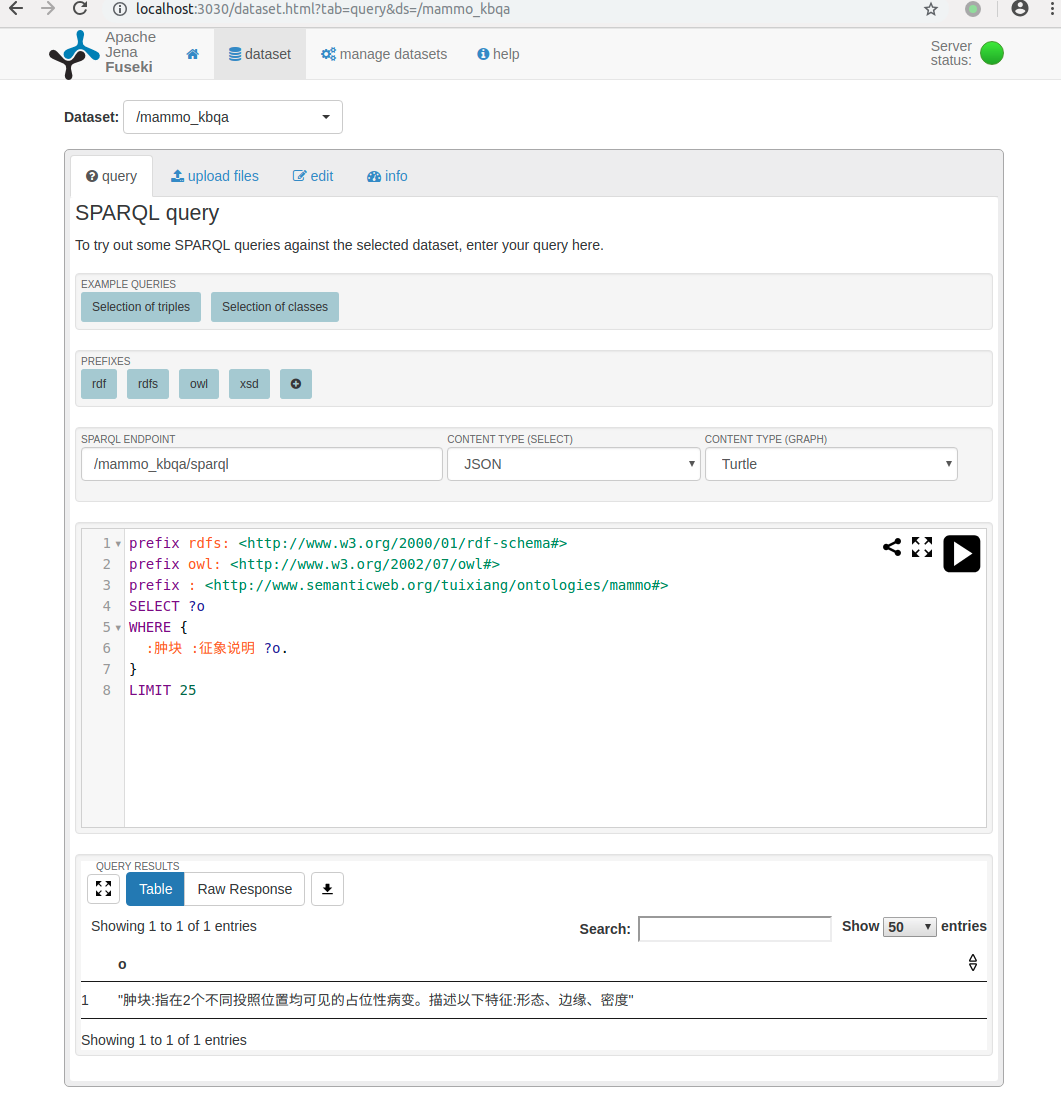 localhost:3030/dataset.html?tab=query&ds=/mammo_kbqa
Apache
Jena
Fuseki
dataset
manage datasets
help
Server
status:
Dataset:
/mammo_kbqa
query
upload files
edit
info
SPARQL query
To try out some SPARQL queries against the selected dataset, enter your query here.
EXAMPLE QUERIES
Selection of triples
Selection of classes
PREFIXES
rdf
rdfs
owl
xsd
SPARQL ENDPOINT
CONTENT TYPE (SELECT)
CONTENT TYPE (GRAPH)
/mammo_kbqa/sparql
JSON
Turtle
1 prefix rdfs: <http://www.w3.org/2000/01/rdf-schema#>
2 prefix owl: <http://www.w3.org/2002/07/owl#>
3 prefix : <http://www.semanticweb.org/tuixiang/ontologies/mammo#>
4 SELECT ?o
5 WHERE {
6 :肿块 :征象说明 ?o.
7 }
8 LIMIT 25
QUERY RESULTS
Table
Raw Response
Showing 1 to 1 of 1 entries
Search:
Show 50 entries
o
1 "肿块:指在2个不同投照位置均可见的占位性病变。描述以下特征:形态、边缘、密度"
Showing 1 to 1 of 1 entries